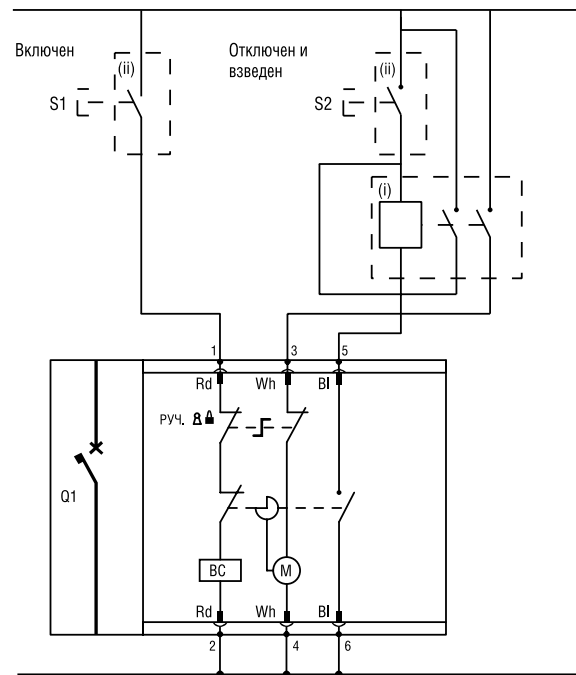 Включен
Отключен и
взведен
(ii)
(ii)
S1
S2
(i)
1
3
5
Rd
Wh
Bl
РУЧ.
Q1
BC
M
Rd
Wh
Bl
2
4
6